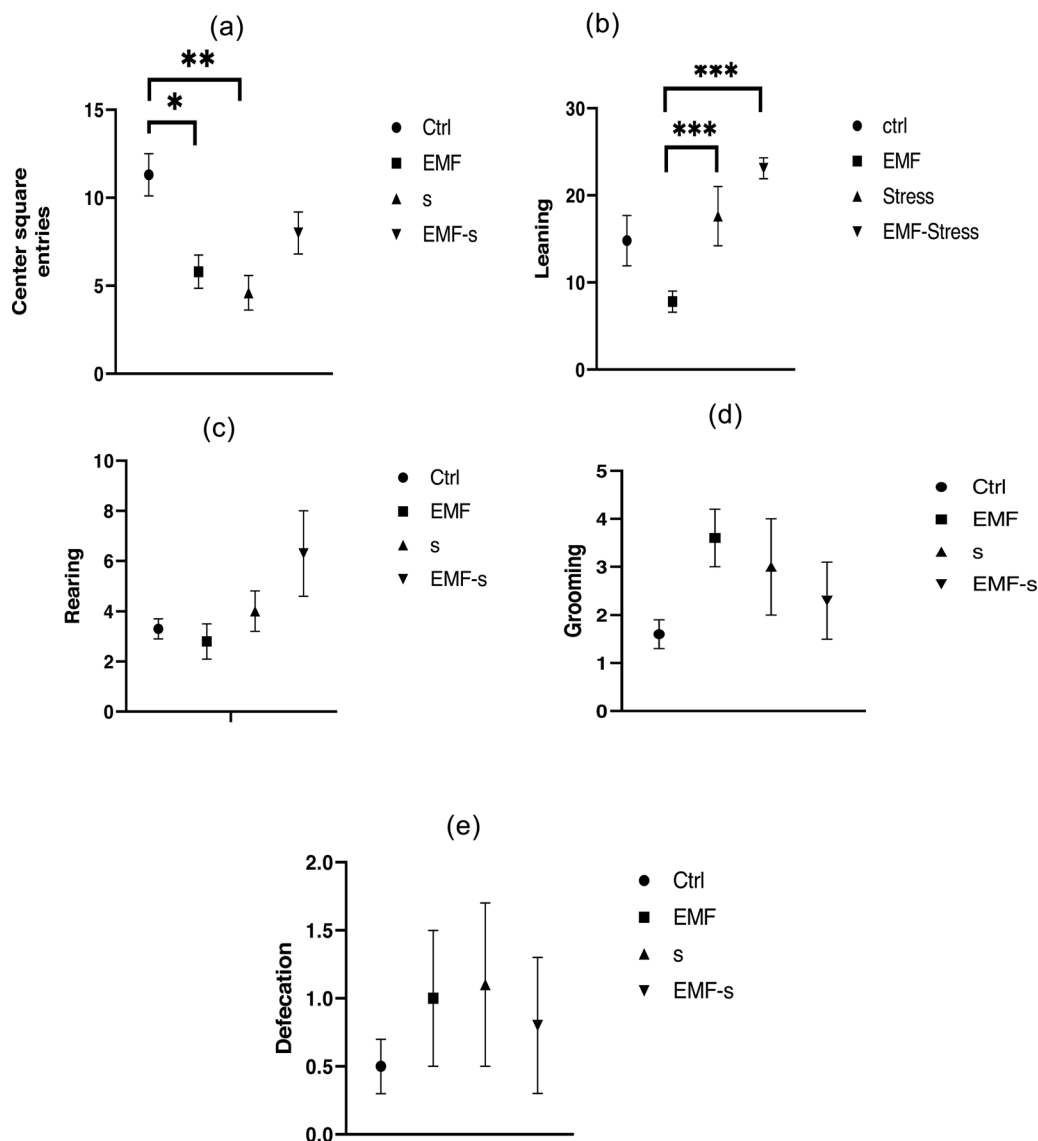 (a)
**
*
15
10
5
0
Center square
entries
Ctrl
EMF
s
EMF-s
(b)
***
***
30
20
10
0
Leaning
ctrl
EMF
Stress
EMF-Stress
(c)
10
8
6
4
2
0
Rearing
Ctrl
EMF
s
EMF-s
(d)
5
4
3
2
1
0
Grooming
Ctrl
EMF
s
EMF-s
(e)
2.0
1.5
1.0
0.5
0.0
Defecation
Ctrl
EMF
s
EMF-s